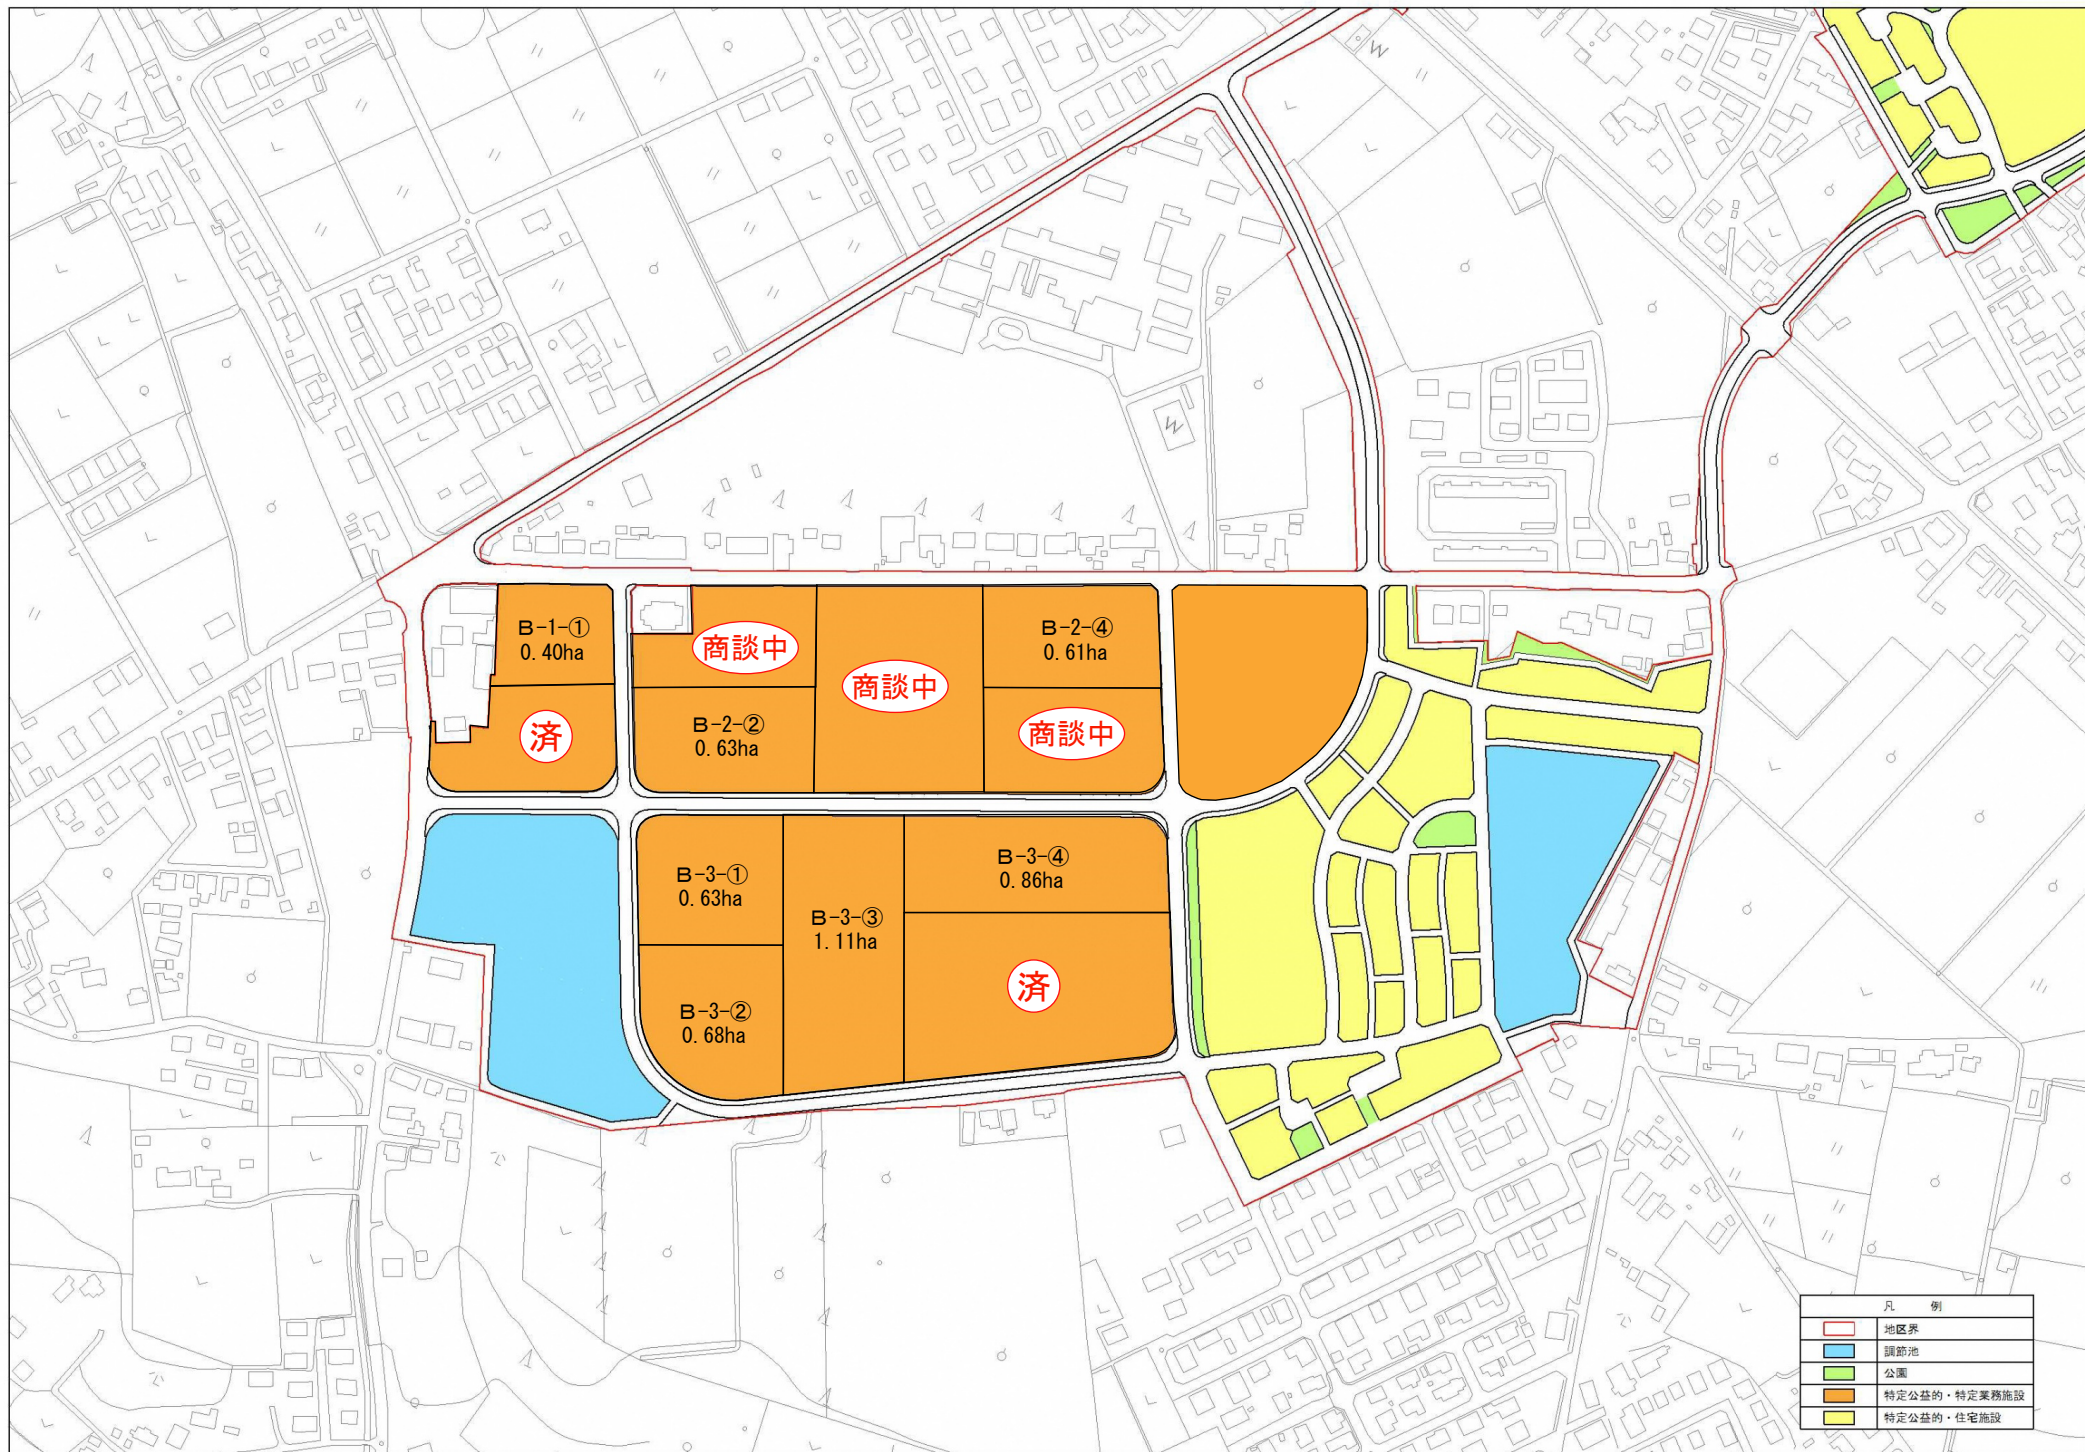 B-1-①
0.40ha
済
商談中
B-2-②
0.63ha
商談中
B-2-④
0.61ha
商談中
B-3-①
0.63ha
B-3-②
0.68ha
B-3-③
1.11ha
B-3-④
0.86ha
済
凡 例
地区界
調節池
公園
特定公益的・特定業務施設
特定公益的・住宅施設